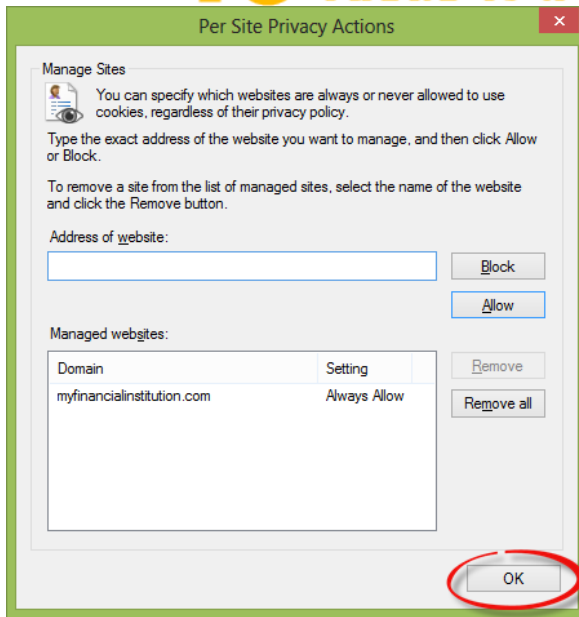 Per Site Privacy Actions
Manage Sites
You can specify which websites are always or never allowed to use
cookies, regardless of their privacy policy.
Type the exact address of the website you want to manage, and then click Allow
or Block.
To remove a site from the list of managed sites, select the name of the website
and click the Remove button.
Address of website:
Block
Allow
Managed websites:
Domain Setting
Remove
myfinancialinstitution.com Always Allow
Remove all
OK